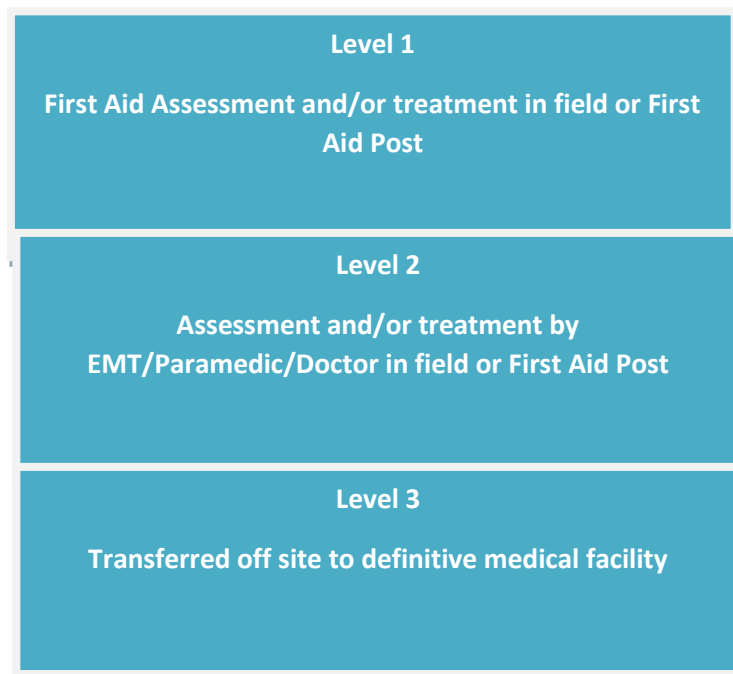 Level 1
First Aid Assessment and/or treatment in field or First
Aid Post
Level 2
Assessment and/or treatment by
EMT/Paramedic/Doctor in field or First Aid Post
Level 3
Transferred off site to definitive medical facility